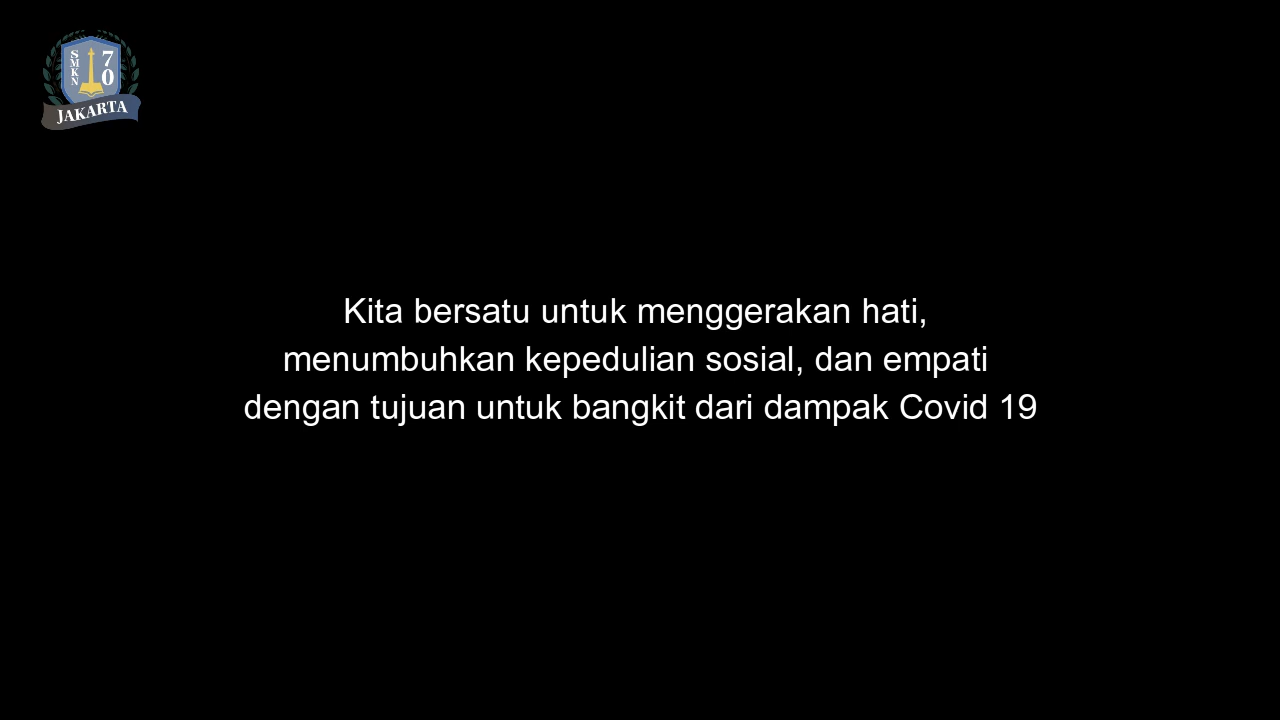 SMKN
70
JAKARTA
Kita bersatu untuk menggerakan hati,
menumbuhkan kepedulian sosial, dan empati
dengan tujuan untuk bangkit dari dampak Covid 19